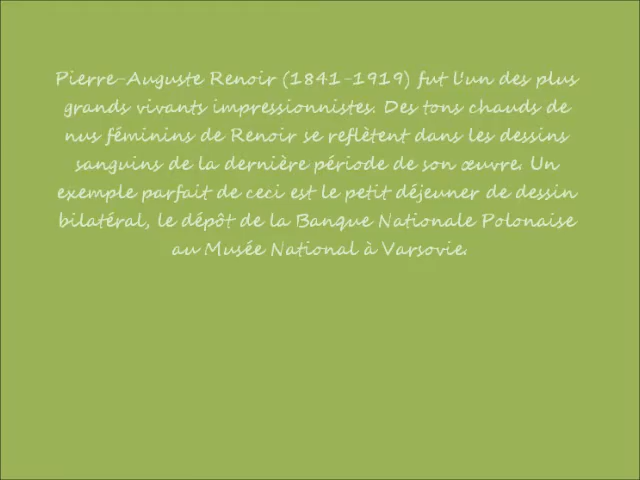 Pierre-Auguste Renoir (1841-1919) fut l'un des plus
grands vivants impressionnistes. Des tons chauds de
nus féminins de Renoir se reflètent dans les dessins
sanguins de la dernière période de son œuvre. Un
exemple parfait de ceci est le petit déjeuner de dessin
bilatéral, le dépôt de la Banque Nationale Polonaise
au Musée National à Varsovie.